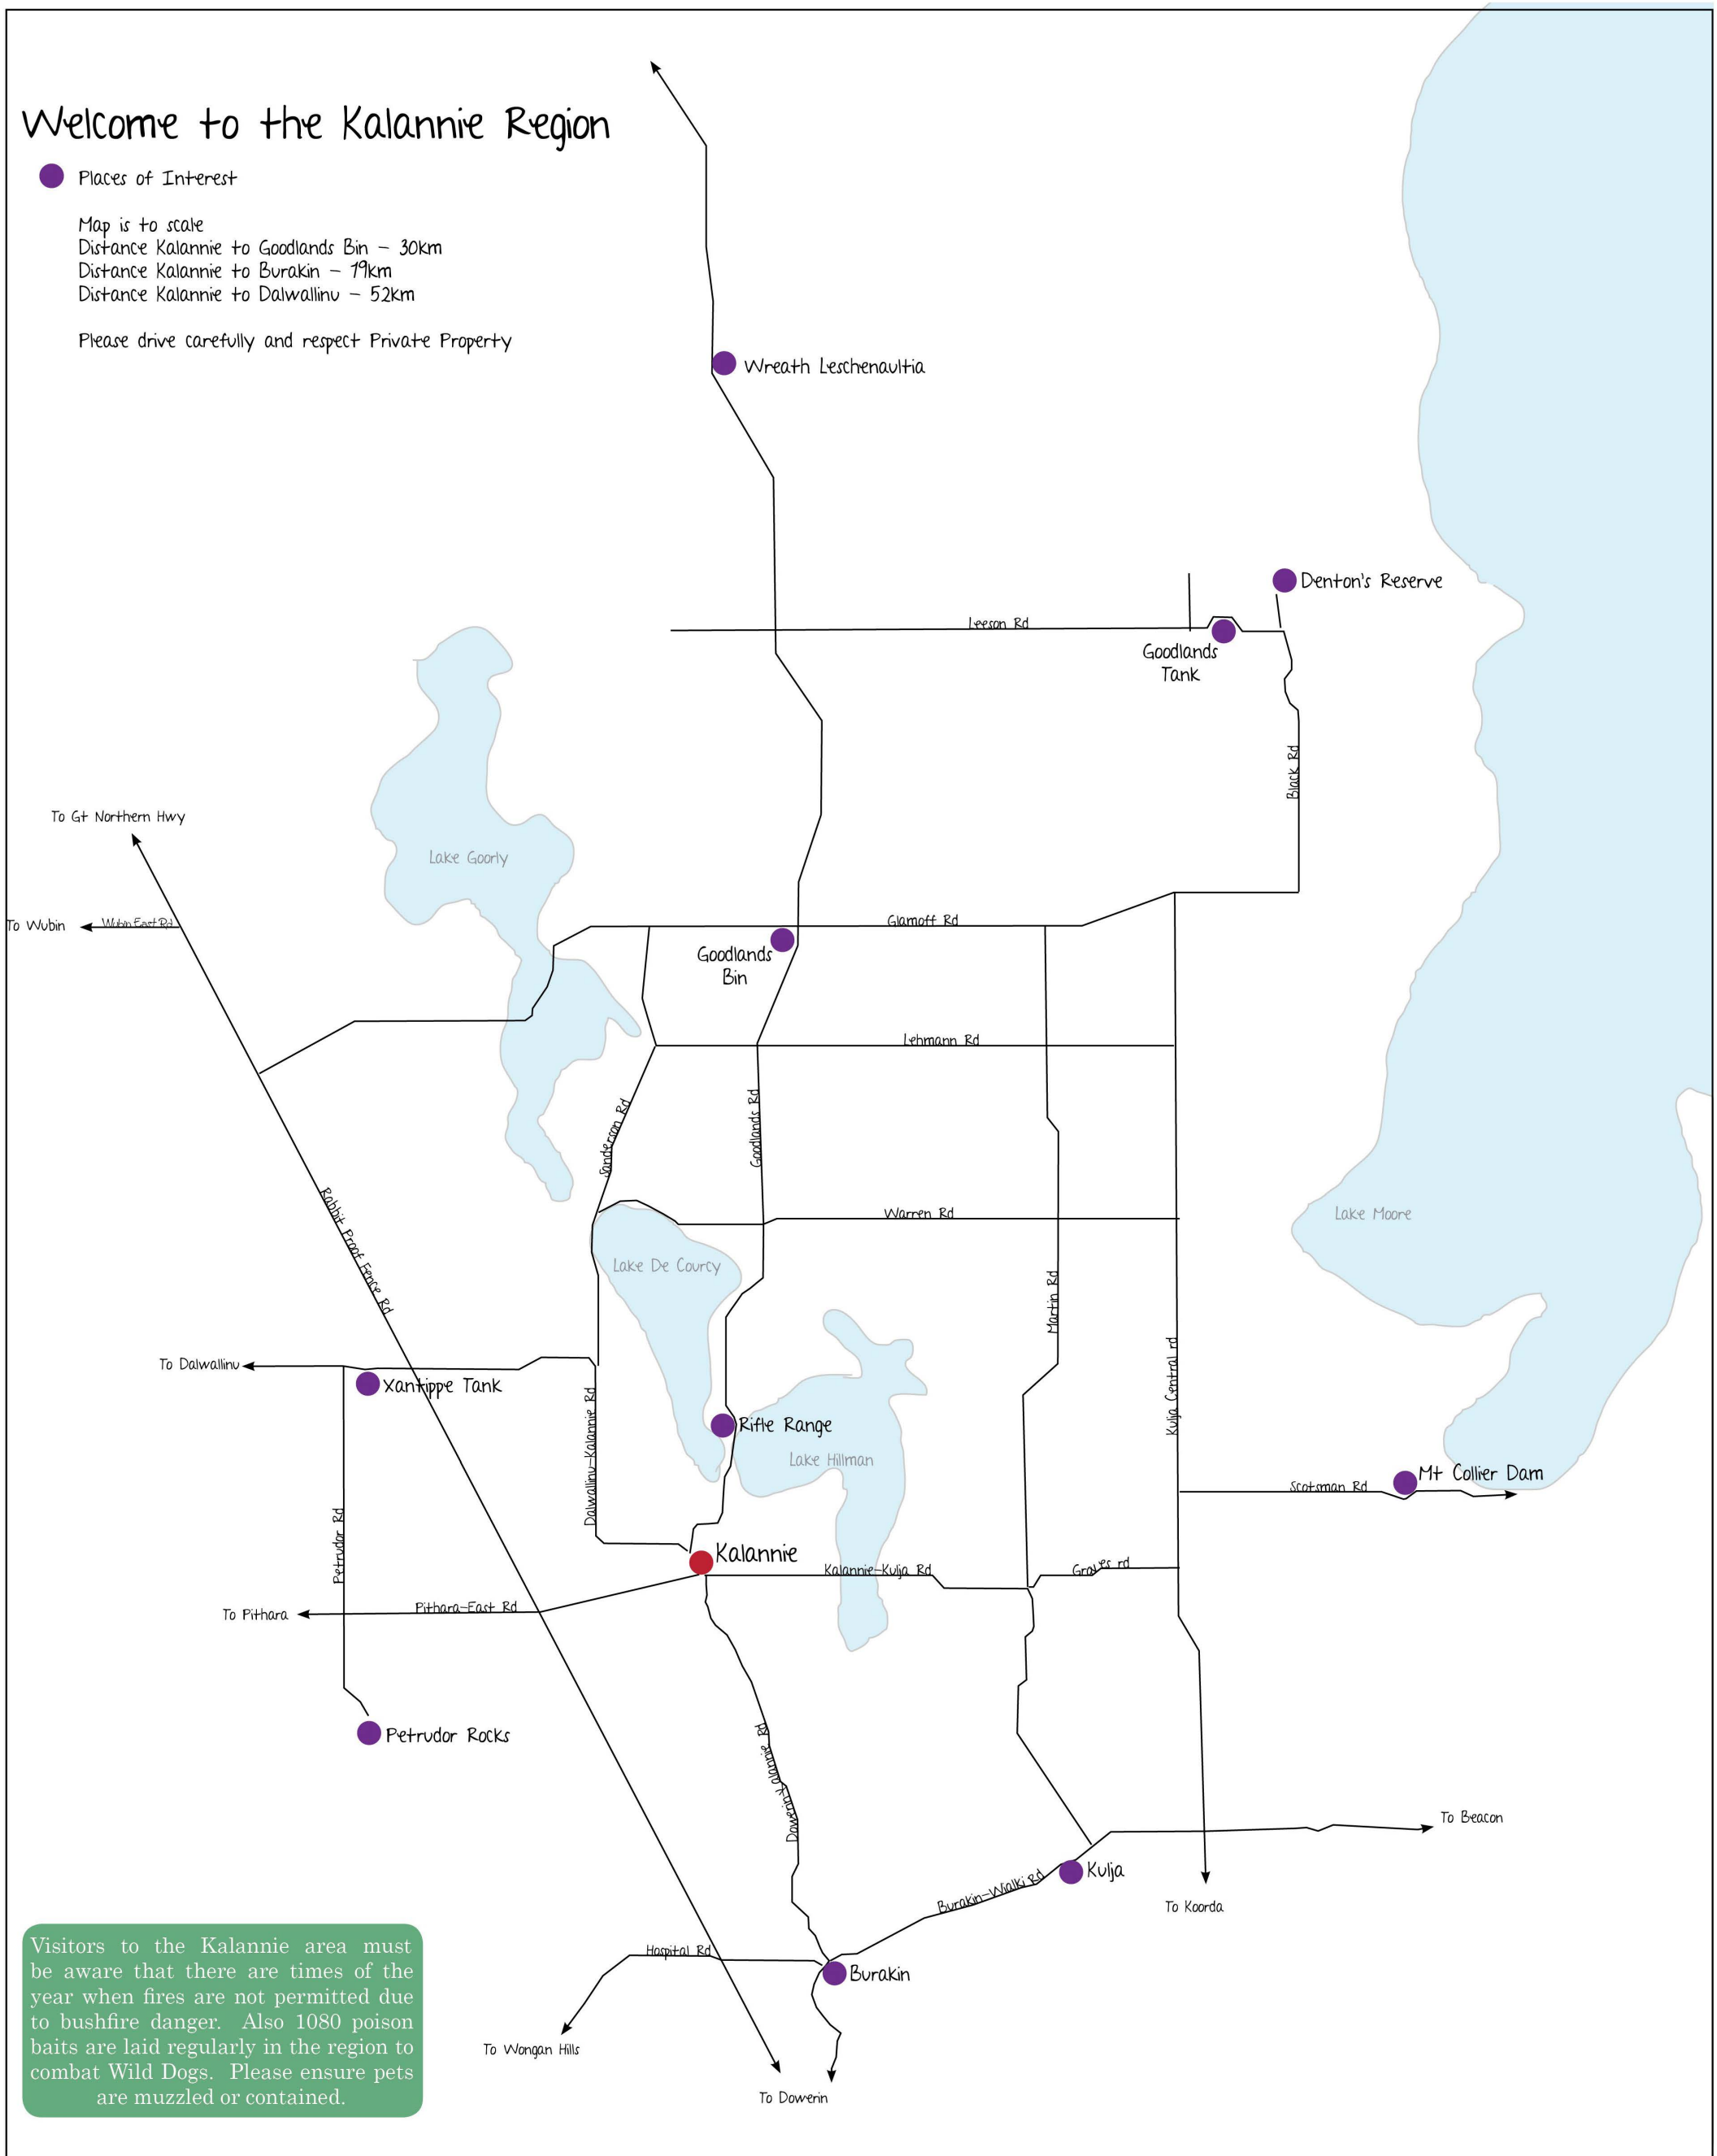 Welcome to the Kalannie Region
Places of Interest
Map is to scale
Distance Kalannie to Goodlands Bin - 30km
Distance Kalannie to Burakin - 19km
Distance Kalannie to Dalwallinu - 52km
Please drive carefully and respect Private Property
Wreath Leschenaultia
Denton's Reserve
Leeson Rd
Goodlands
Tank
Black Rd
To Gt Northern Hwy
Lake Goorly
To Wubin
Wubin East Rd
Glamoff Rd
Goodlands
Bin
Lehmann Rd
Sanderson Rd
Goodlands Rd
Rabbit Proof Fence Rd
Warren Rd
Lake Moore
Lake De Courcy
Martin Rd
Kulja Central rd
To Dalwallinu
Xantippe Tank
Dalwallinu-Kalannie Rd
Rifle Range
Lake Hillman
Mt Collier Dam
Scotsman Rd
Petrudor Rd
Kalannie
Kalannie-Kulja Rd
Graves rd
To Pithara
Pithara-East Rd
Petrudor Rocks
Dowerin-Kalannie Rd
To Beacon
Kulja
Burakin-Wialki Rd
To Koorda
Hospital Rd
Burakin
To Wongan Hills
To Dowerin
Visitors to the Kalannie area must
be aware that there are times of the
year when fires are not permitted due
to bushfire danger. Also 1080 poison
baits are laid regularly in the region to
combat Wild Dogs. Please ensure pets
are muzzled or contained.